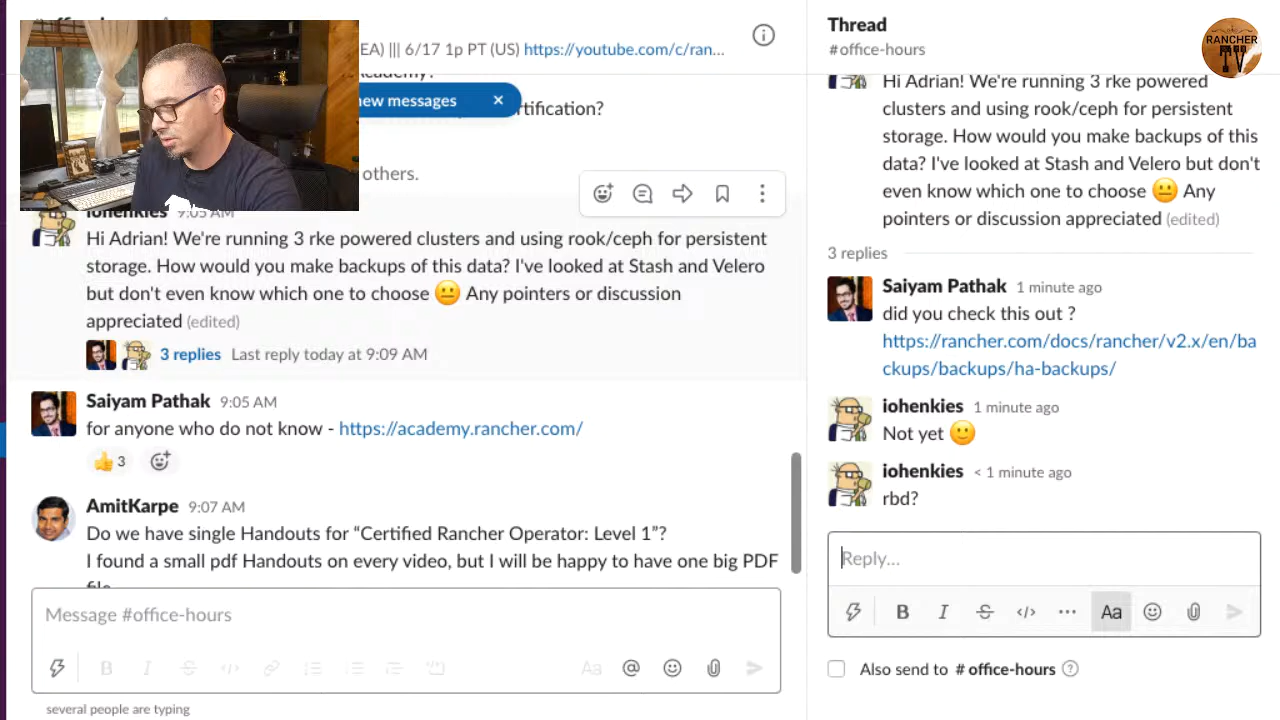 EA) ||| 6/17 1p PT (US) https://youtube.com/c/ran...
ew messages
rtification?
others.
iohenkies 9:05 AM
Hi Adrian! We're running 3 rke powered clusters and using rook/ceph for persistent
storage. How would you make backups of this data? I've looked at Stash and Velero
but don't even know which one to choose 😐 Any pointers or discussion
appreciated (edited)
3 replies Last reply today at 9:09 AM
Saiyam Pathak 9:05 AM
for anyone who do not know - https://academy.rancher.com/
👍 3
AmitKarpe 9:07 AM
Do we have single Handouts for “Certified Rancher Operator: Level 1”?
I found a small pdf Handouts on every video, but I will be happy to have one big PDF
Message #office-hours
Aa
several people are typing
Thread
#office-hours
RANCHER
TV
Hi Adrian! We're running 3 rke powered
clusters and using rook/ceph for persistent
storage. How would you make backups of this
data? I've looked at Stash and Velero but don't
even know which one to choose 😐 Any
pointers or discussion appreciated (edited)
3 replies
Saiyam Pathak 1 minute ago
did you check this out ?
https://rancher.com/docs/rancher/v2.x/en/ba
ckups/backups/ha-backups/
iohenkies 1 minute ago
Not yet 🙂
iohenkies < 1 minute ago
rbd?
Reply...
B I S </> ... Aa
Also send to # office-hours